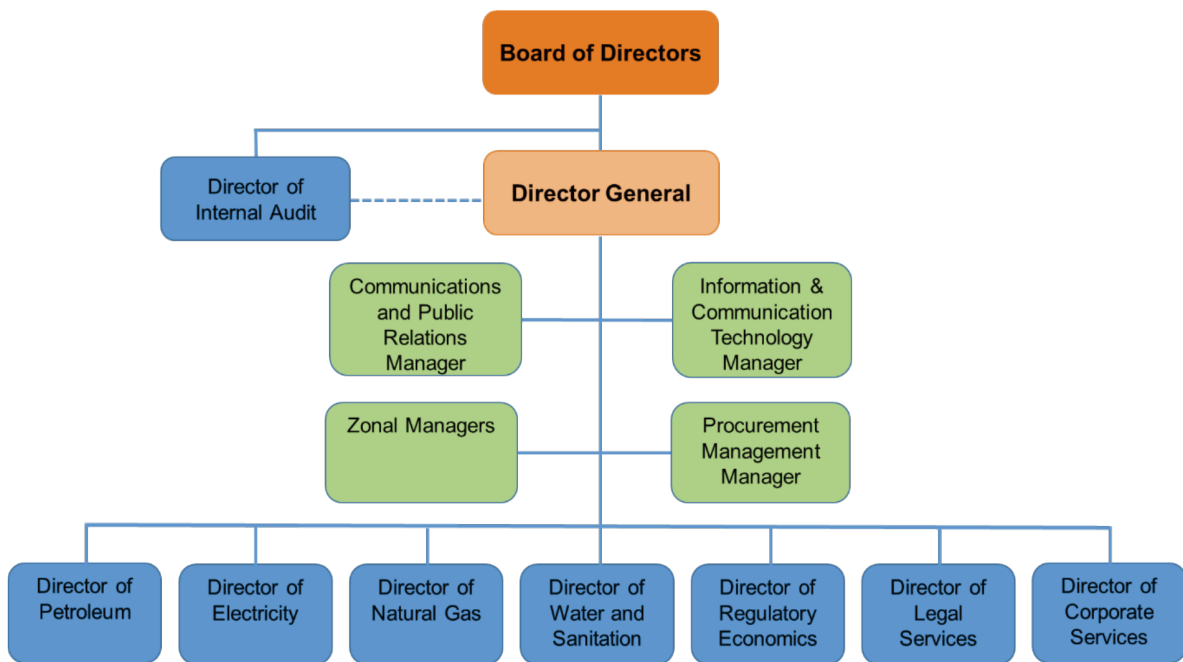 Board of Directors
Director of
Internal Audit
Director General
Communications
and Public
Relations
Manager
Information &
Communication
Technology
Manager
Zonal Managers
Procurement
Management
Manager
Director of
Petroleum
Director of
Electricity
Director of
Natural Gas
Director of
Water and
Sanitation
Director of
Regulatory
Economics
Director of
Legal
Services
Director of
Corporate
Services